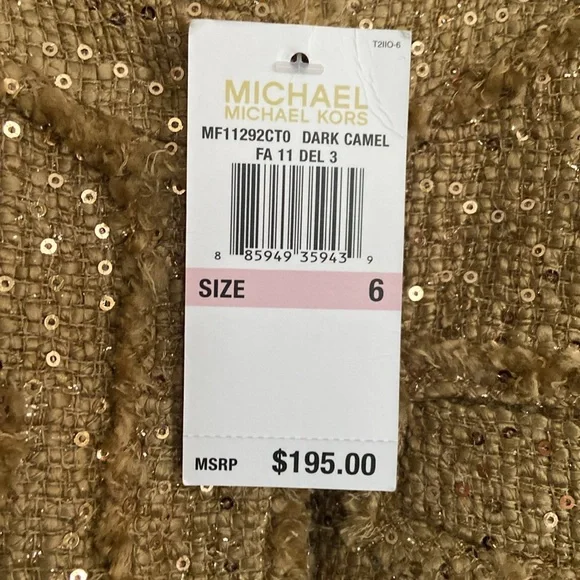 T2IIO-6
MICHAEL
MICHAEL KORS
MF11292CT0 DARK CAMEL
FA 11 DEL 3
8 85949 35943 9
SIZE 6
MSRP $195.00